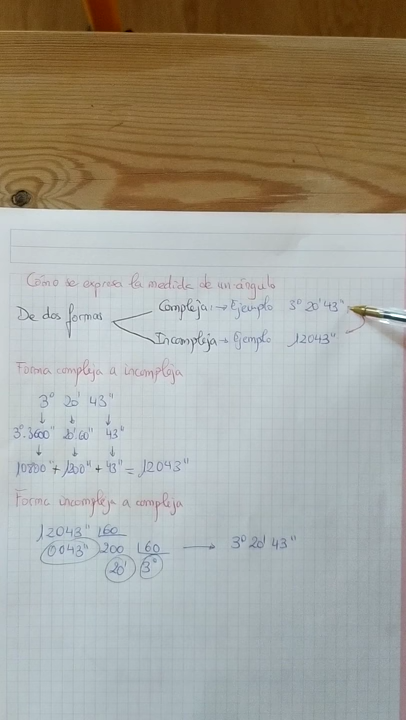 Cómo se expresa la medida de un ángulo
De dos formas
Compleja → Ejemplo 3° 20' 43"
Incompleja → Ejemplo 12043"
Forma compleja a incompleja
3° 20' 43"
↓ ↓ ↓
3°·3600" 20'·60" 43"
↓ ↓ ↓
10800" + 1200" + 43" = 12043"
Forma incompleja a compleja
12043" 60
0043" 200 60 → 3° 20' 43"
20' 3°